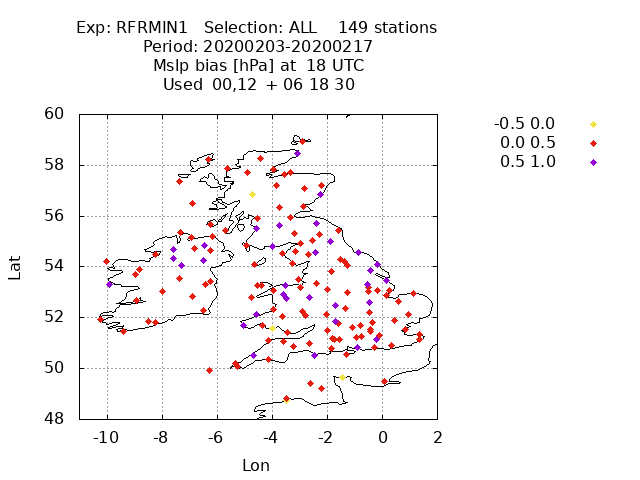 Exp: RFRMIN1 Selection: ALL 149 stations
Period: 20200203-20200217
Mslp bias [hPa] at 18 UTC
Used 00,12 + 06 18 30
-0.5 0.0
0.0 0.5
0.5 1.0
60
58
56
54
52
50
48
Lat
-10 -8 -6 -4 -2 0 2
Lon